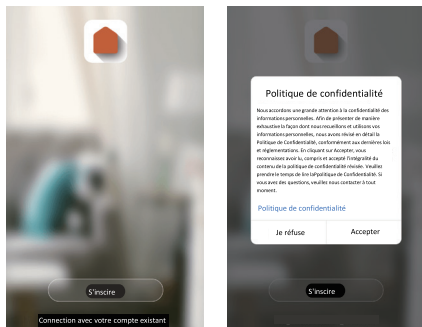 S'inscire
Connection avec votre compte existant
Politique de confidentialité
Nous accordons une grande attention à la confidentialité des
informations personnelles. Afin de présenter de manière
exhaustive la façon dont nous recueillons et utilisons vos
informations personnelles, nous avons révisé en détail la
Politique de Confidentialité, conformément aux dernières lois
et réglementations. En cliquant sur Accepter, vous
reconnaissez avoir lu, compris et accepté l'intégralité du
contenu de la politique de confidentialité révisée. Veuillez
prendre le temps de lire laPpolitique de Confidentialité. Si
vous avez des questions, veuillez nous contacter à tout
moment.
Politique de confidentialité
Je réfuse
Accepter
S'inscire